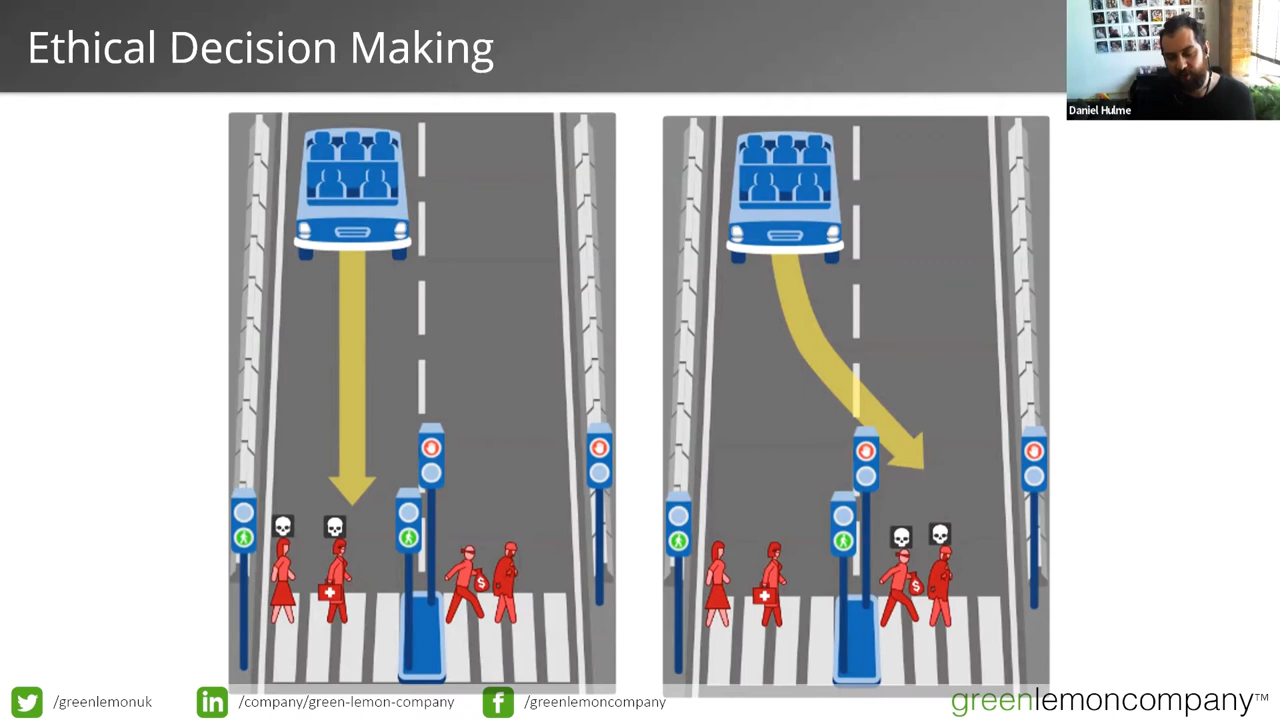 Ethical Decision Making
Daniel Hulme
$
$
/greenlemonuk
/company/green-lemon-company
/greenlemoncompany
greenlemoncompany™